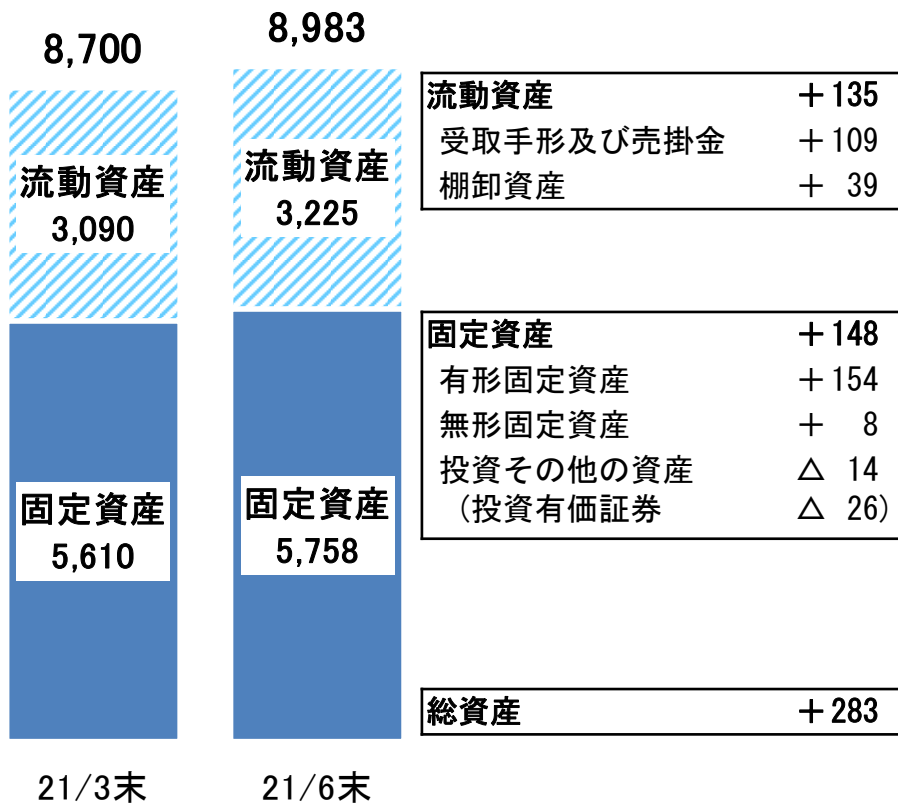 8,700
8,983
流動資産
3,090
流動資産
3,225
固定資産
5,610
固定資産
5,758
21/3末
21/6末
流動資産 +135
受取手形及び売掛金 +109
棚卸資産 + 39
固定資産 +148
有形固定資産 +154
無形固定資産 + 8
投資その他の資産 △ 14
(投資有価証券 △ 26)
総資産 +283